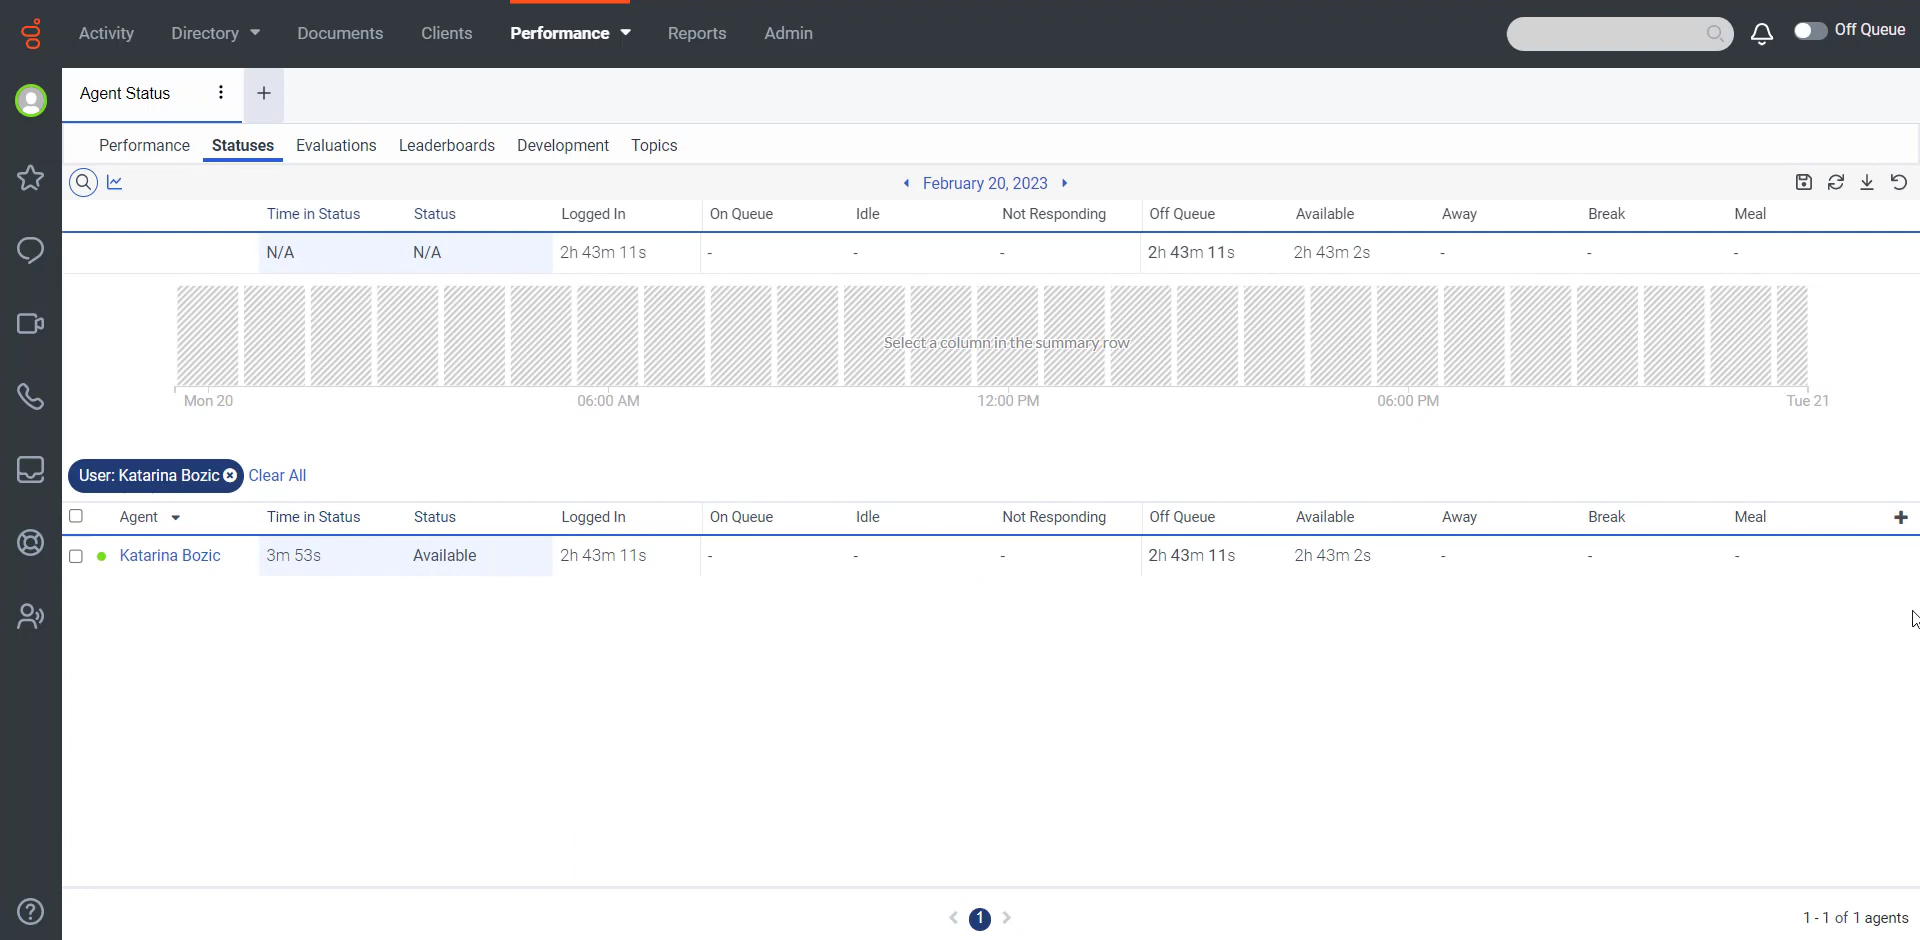 Activity Directory Documents Clients Performance Reports Admin Off Queue
Agent Status
Performance Statuses Evaluations Leaderboards Development Topics
February 20, 2023
Time in Status Status Logged In On Queue Idle Not Responding Off Queue Available Away Break Meal
N/A N/A 2h 43m 11s - - - 2h 43m 11s 2h 43m 2s - - -
Select a column in the summary row
Mon 20 06:00 AM 12:00 PM 06:00 PM Tue 21
User: Katarina Bozic Clear All
Agent Time in Status Status Logged In On Queue Idle Not Responding Off Queue Available Away Break Meal
Katarina Bozic 3m 53s Available 2h 43m 11s - - - 2h 43m 11s 2h 43m 2s - - -
1
1 - 1 of 1 agents